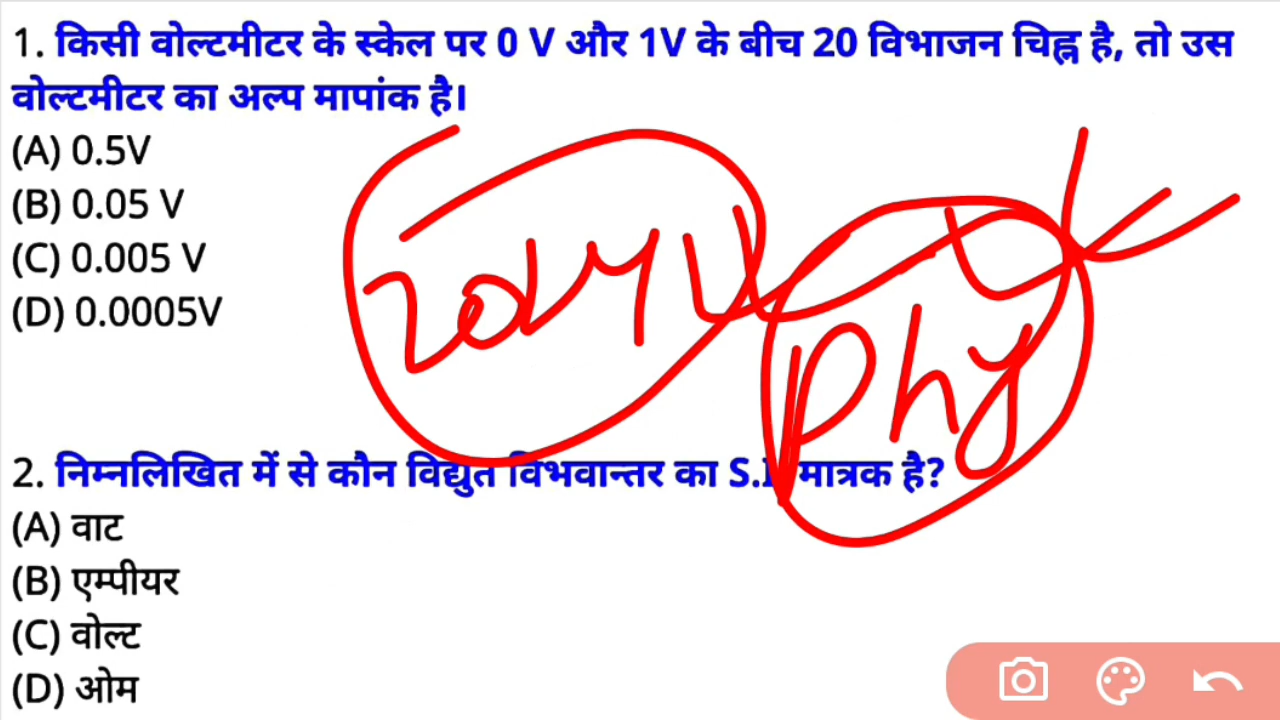 1. किसी वोल्टमीटर के स्केल पर 0 V और 1V के बीच 20 विभाजन चिह्न है, तो उस
वोल्टमीटर का अल्प मापांक है।
(A) 0.5V
(B) 0.05 V
(C) 0.005 V
(D) 0.0005V
Phy
2. निम्नलिखित में से कौन विद्युत विभवान्तर का S.I मात्रक है?
(A) वाट
(B) एम्पीयर
(C) वोल्ट
(D) ओम